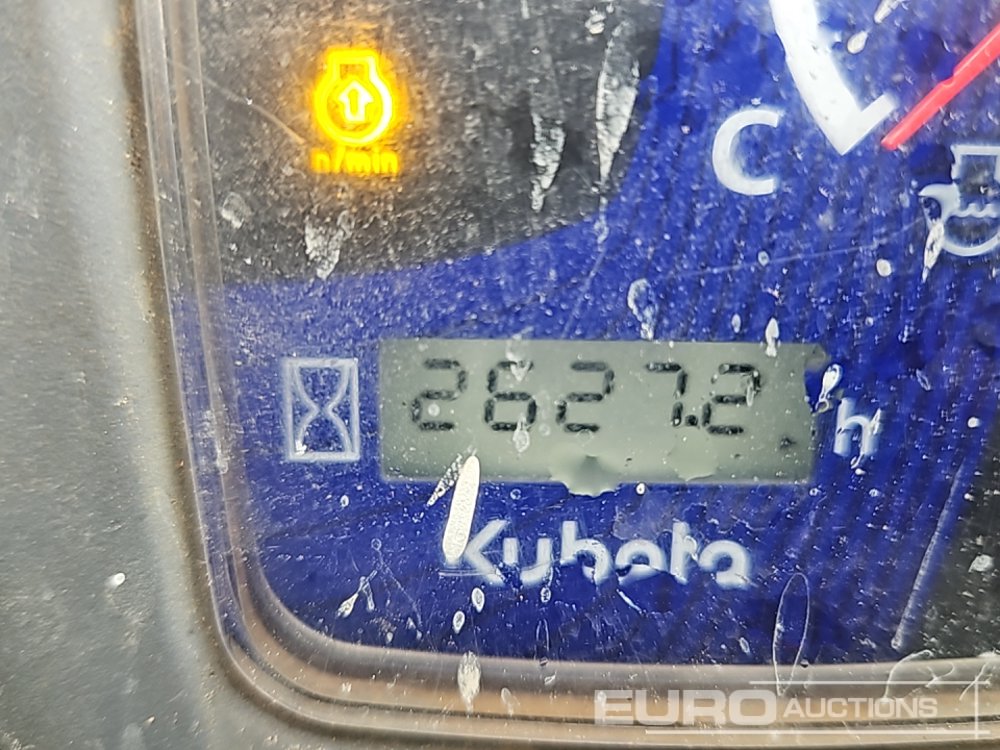 n/min
C
2627.2 h
Kubota
EURO AUCTIONS